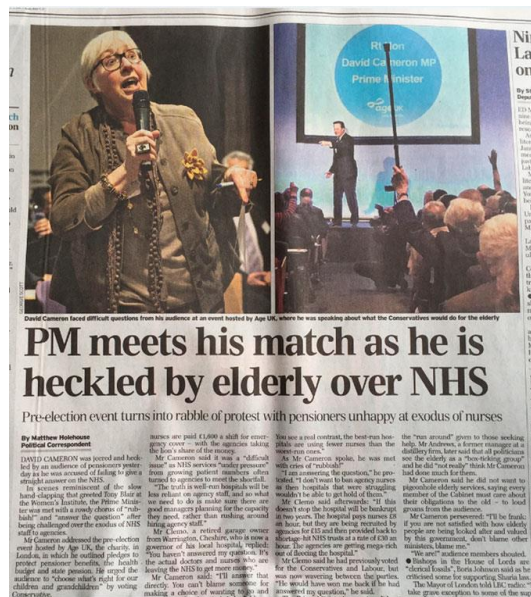 Rt Hon
David Cameron MP
Prime Minister
age UK
David Cameron faced difficult questions from his audience at an event hosted by Age UK, where he was speaking about what the Conservatives would do for the elderly
PM meets his match as he is
heckled by elderly over NHS
Pre-election event turns into rabble of protest with pensioners unhappy at exodus of nurses
By Matthew Holehouse
Political Correspondent
DAVID CAMERON was jeered and heck-
led by an audience of pensioners yester-
day as he was accused of failing to give a
straight answer on the NHS.
In scenes reminiscent of the slow
hand-clapping that greeted Tony Blair at
the Women's Institute, the Prime Minis-
ter was met with a rowdy chorus of "rub-
bish!" and "answer the question" after
being challenged over the exodus of NHS
staff to agencies.
Mr Cameron addressed the pre-election
event hosted by Age UK, the charity, in
London, in which he outlined pledges to
protect pensioner benefits, the health
budget and state pension. He urged the
audience to "choose what's right for our
children and grandchildren" by voting
Conservative.
nurses are paid £1,800 a shift for emer-
gency cover – with the agencies taking
the lion's share of the money.
Mr Cameron said it was a "difficult
issue" as NHS services "under pressure"
from growing patient numbers often
turned to agencies to meet the shortfall.
"The truth is well-run hospitals will be
less reliant on agency staff, and so what
we need to do is make sure there are
good managers planning for the capacity
they need, rather than rushing around
hiring agency staff."
Mr Clemo, a retired garage owner
from Warrington, Cheshire, who is now a
governor of his local hospital, replied:
"You haven't answered my question. It's
the actual doctors and nurses who are
leaving the NHS to get more money."
Mr Cameron said: "I'll answer that
directly. You can't blame someone for
making a choice of wanting to
You see a real contrast, the best-run hos-
pitals are using fewer nurses than the
worst-run ones."
As Mr Cameron spoke, he was met
with cries of "rubbish!"
"I am answering the question," he pro-
tested. "I don't want to ban agency nurses
as then hospitals that were struggling
wouldn't be able to get hold of them."
Mr Clemo said afterwards: "If the
doesn't stop the hospital will be bankrupt
in two years. The hospital pays nurses £8
an hour, but they are being recruited by
agencies for £15 and then provided back to
shortage-hit NHS trusts at a rate of £30 an
hour. The agencies are getting mega-rich
out of flooting the hospital."
Mr Clemo said he had previously voted
for the Conservatives and Labour, but
was now wavering between the parties.
"He would have won me back if he
answered my question," he said.
the "run around" given to those seeking
help. Mr Andrews, a former manager at a
distillery firm, later said that all politicians
see the elderly as a "box-ticking group"
and he did "not really" think Mr Cameron
had done much for them.
Mr Cameron said he did not want to
pigeonhole elderly services, saying every
member of the Cabinet must care about
their obligations to the old – to loud
groans from the audience.
Mr Cameron persevered: "I'll be frank,
if you are not satisfied with how elderly
people are being looked after and valued
by this government, don't blame other
ministers, blame me."
"We are!" audience members shouted.
• Bishops in the House of Lords are
"clerical floats", Boris Johnson said as he
criticised some for supporting Sharia law.
The Mayor of London told LBC radio: "I
take grave exception to some of the